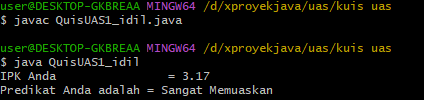 user@DESKTOP-GKBREAA MINGW64 /d/xproyekjava/uas/kuis uas
$ javac QuisUAS1_idil.java
user@DESKTOP-GKBREAA MINGW64 /d/xproyekjava/uas/kuis uas
$ java QuisUAS1_idil
IPK Anda              = 3.17
Predikat Anda adalah = Sangat Memuaskan